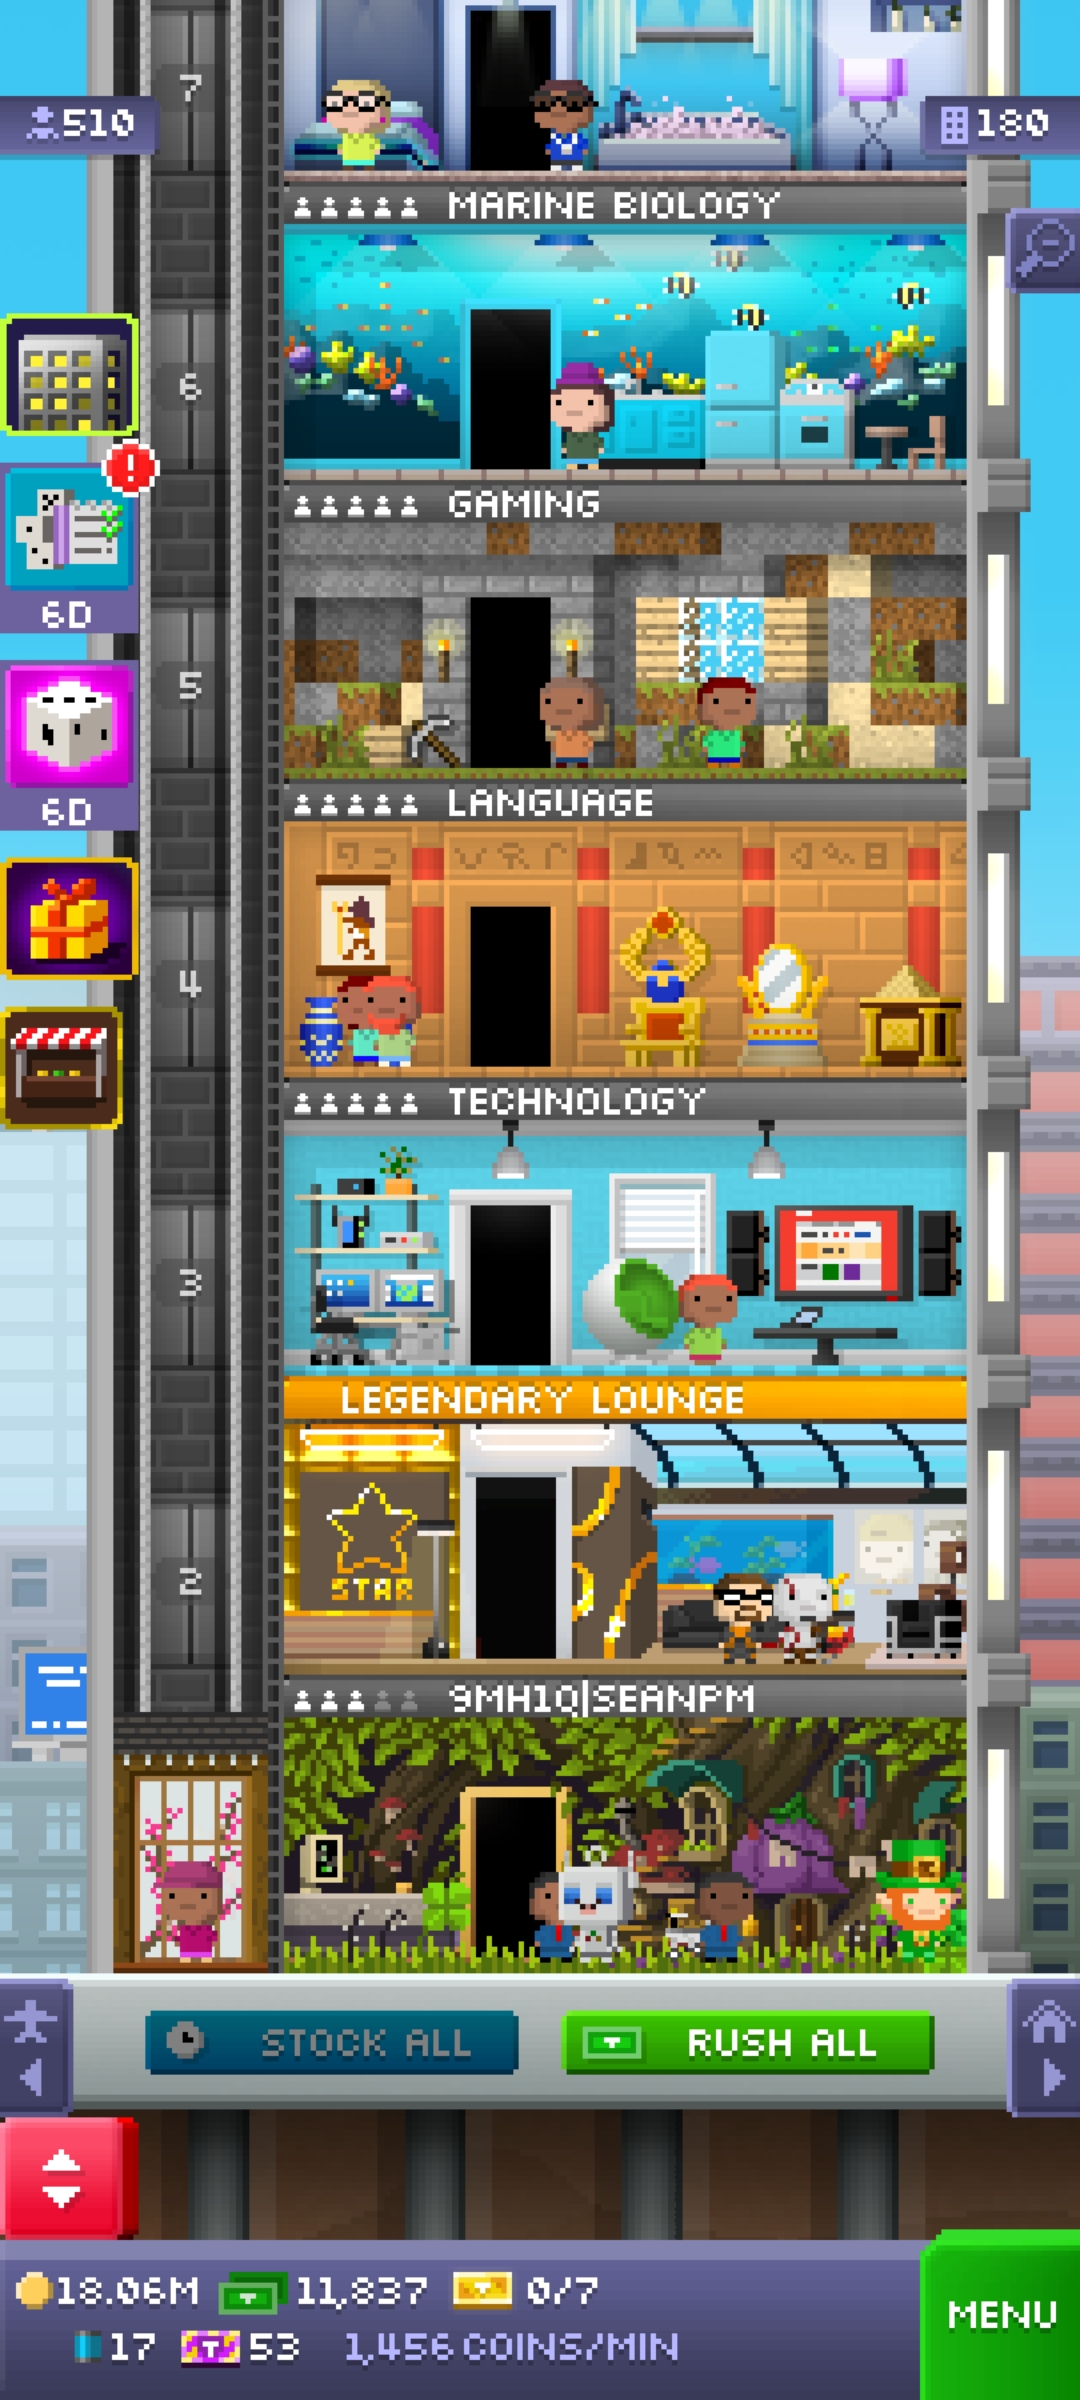 7
510
180
MARINE BIOLOGY
6
GAMING
6D
5
6D
LANGUAGE
4
TECHNOLOGY
3
LEGENDARY LOUNGE
STAR
2
9MH1Q|SEANPM
STOCK ALL
RUSH ALL
18.06M 11,837 0/7
MENU
17 53 1,456 COINS/MIN